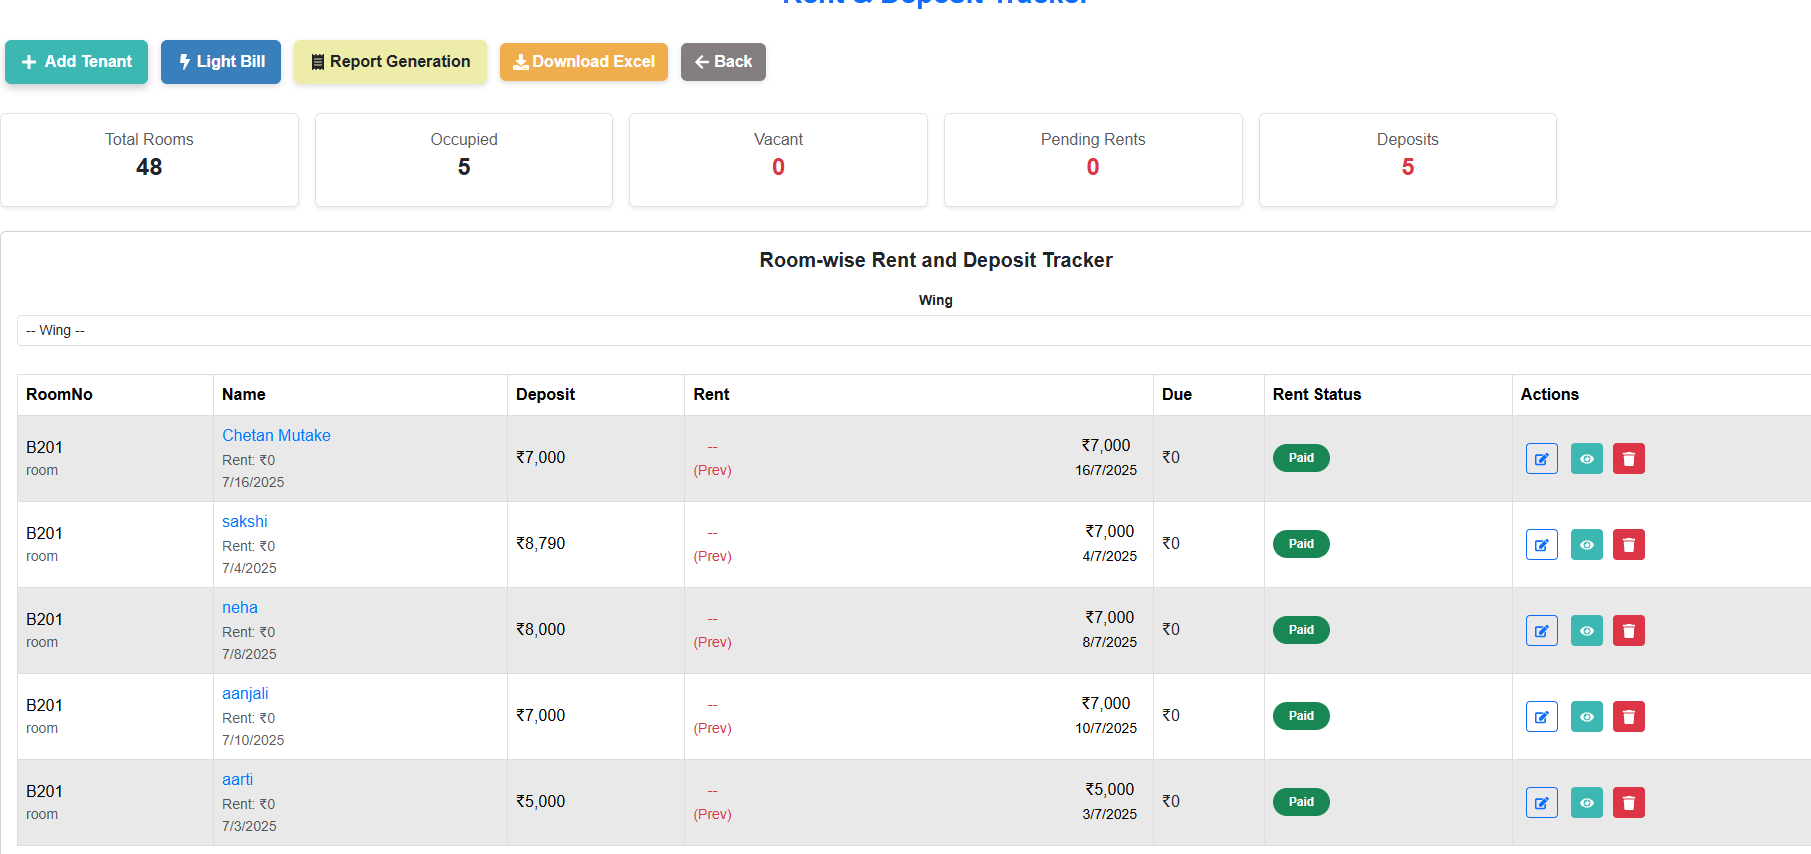 Rent & Deposit Tracker
Add Tenant
Light Bill
Report Generation
Download Excel
Back
Total Rooms
48
Occupied
5
Vacant
0
Pending Rents
0
Deposits
5
Room-wise Rent and Deposit Tracker
Wing
-- Wing --
RoomNo Name Deposit Rent Due Rent Status Actions
B201
room
Chetan Mutake
Rent: ₹0
7/16/2025
₹7,000
--
(Prev)
₹7,000
16/7/2025
₹0
Paid
B201
room
sakshi
Rent: ₹0
7/4/2025
₹8,790
--
(Prev)
₹7,000
4/7/2025
₹0
Paid
B201
room
neha
Rent: ₹0
7/8/2025
₹8,000
--
(Prev)
₹7,000
8/7/2025
₹0
Paid
B201
room
aanjali
Rent: ₹0
7/10/2025
₹7,000
--
(Prev)
₹7,000
10/7/2025
₹0
Paid
B201
room
aarti
Rent: ₹0
7/3/2025
₹5,000
--
(Prev)
₹5,000
3/7/2025
₹0
Paid